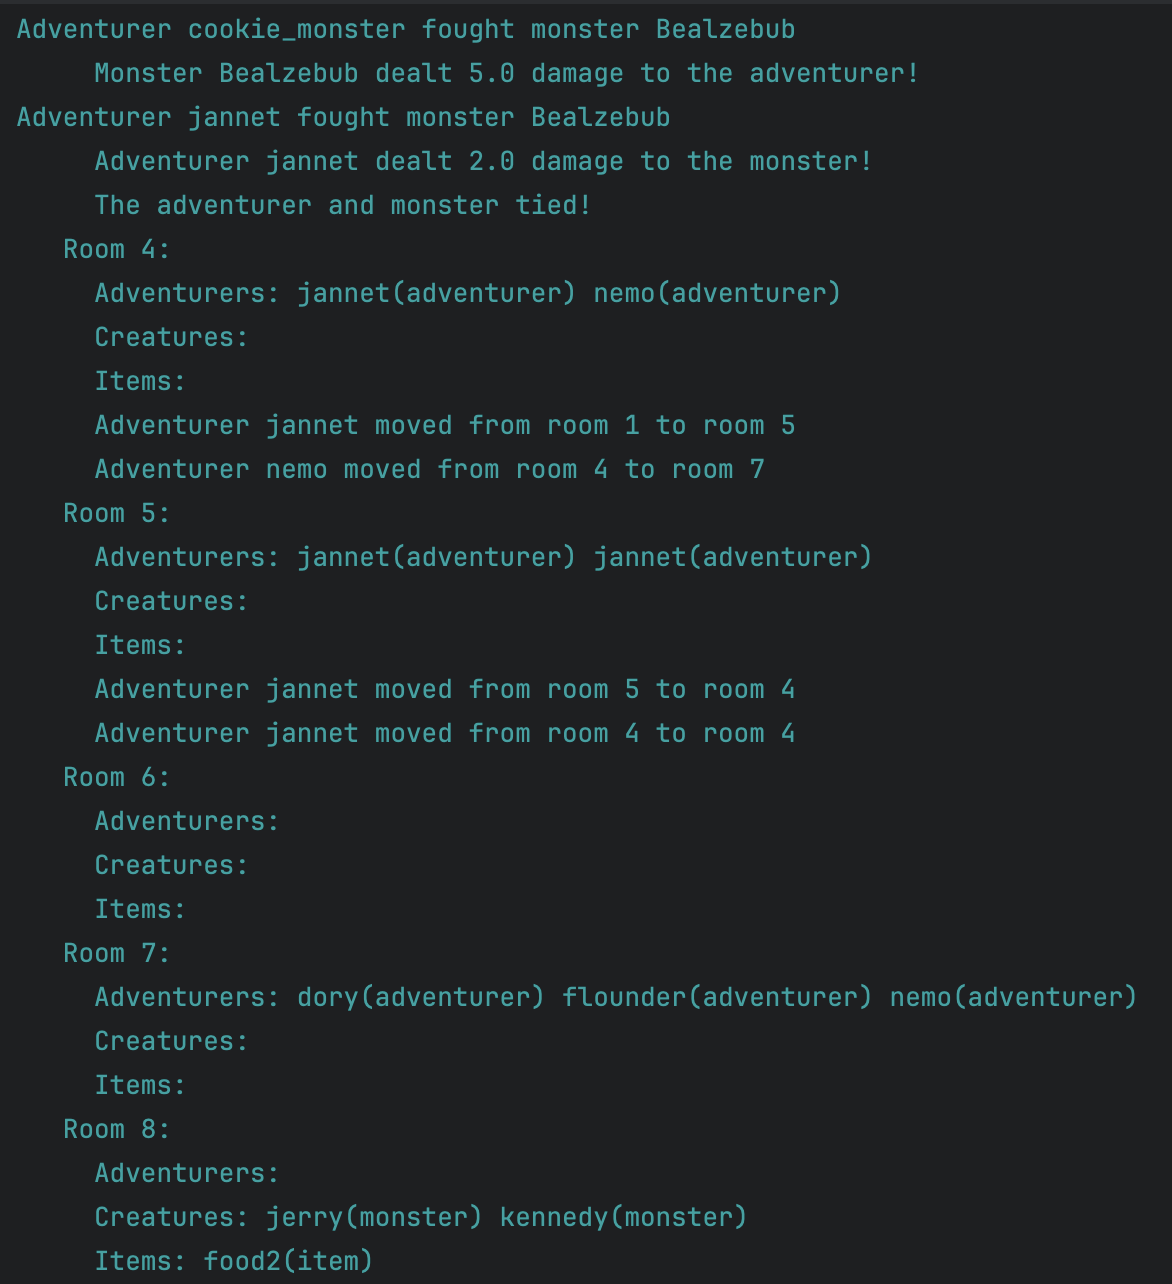 Adventurer cookie_monster fought monster Bealzebub
Monster Bealzebub dealt 5.0 damage to the adventurer!
Adventurer jannet fought monster Bealzebub
Adventurer jannet dealt 2.0 damage to the monster!
The adventurer and monster tied!
Room 4:
Adventurers: jannet(adventurer) nemo(adventurer)
Creatures:
Items:
Adventurer jannet moved from room 1 to room 5
Adventurer nemo moved from room 4 to room 7
Room 5:
Adventurers: jannet(adventurer) jannet(adventurer)
Creatures:
Items:
Adventurer jannet moved from room 5 to room 4
Adventurer jannet moved from room 4 to room 4
Room 6:
Adventurers:
Creatures:
Items:
Room 7:
Adventurers: dory(adventurer) flounder(adventurer) nemo(adventurer)
Creatures:
Items:
Room 8:
Adventurers:
Creatures: jerry(monster) kennedy(monster)
Items: food2(item)